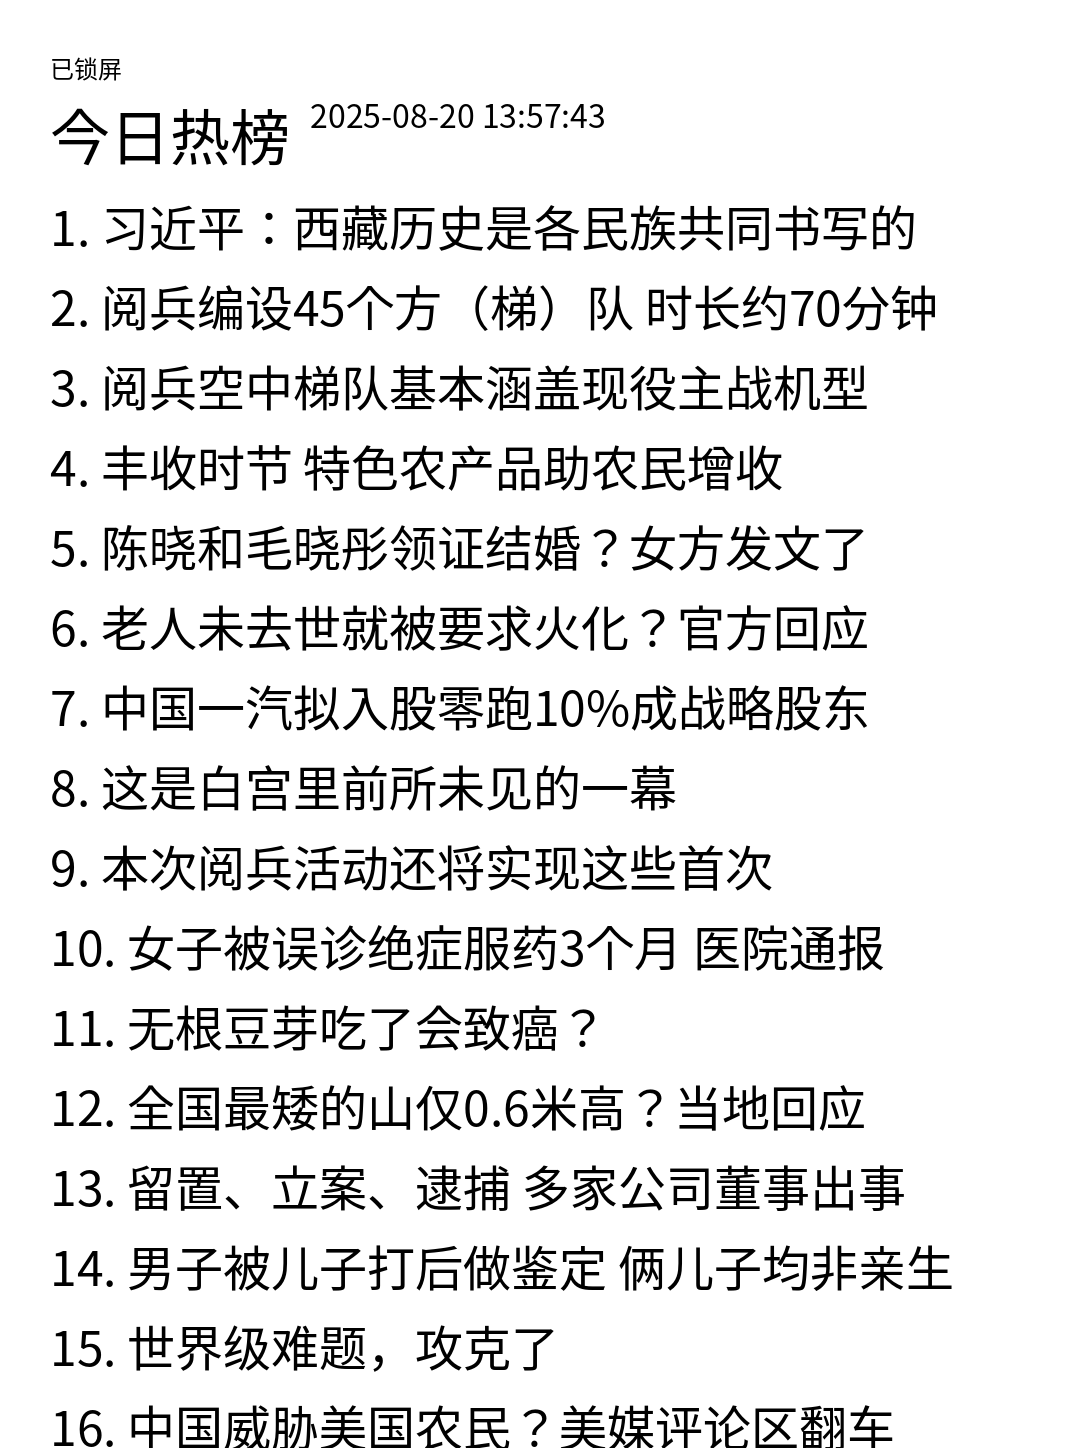 已锁屏
今日热榜 2025-08-20 13:57:43
1. 习近平：西藏历史是各民族共同书写的
2. 阅兵编设45个方（梯）队 时长约70分钟
3. 阅兵空中梯队基本涵盖现役主战机型
4. 丰收时节 特色农产品助农民增收
5. 陈晓和毛晓彤领证结婚？女方发文了
6. 老人未去世就被要求火化？官方回应
7. 中国一汽拟入股零跑10%成战略股东
8. 这是白宫里前所未见的一幕
9. 本次阅兵活动还将实现这些首次
10. 女子被误诊绝症服药3个月 医院通报
11. 无根豆芽吃了会致癌？
12. 全国最矮的山仅0.6米高？当地回应
13. 留置、立案、逮捕 多家公司董事出事
14. 男子被儿子打后做鉴定 俩儿子均非亲生
15. 世界级难题，攻克了
16. 中国威胁美国农民？美媒评论区翻车